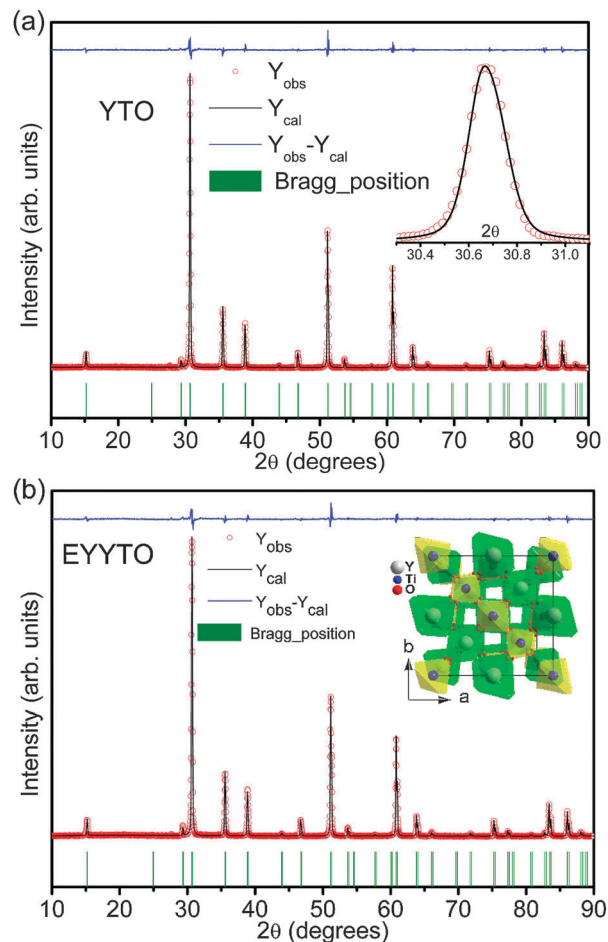 (a)
YTO
Y_obs
Y_cal
Y_obs-Y_cal
Bragg_position
30.4 30.6 30.8 31.0
2θ
Intensity (arb. units)
10 20 30 40 50 60 70 80 90
2θ (degrees)
(b)
EYYTO
Y_obs
Y_cal
Y_obs-Y_cal
Bragg_position
Y
Ti
O
b
a
Intensity (arb. units)
10 20 30 40 50 60 70 80 90
2θ (degrees)